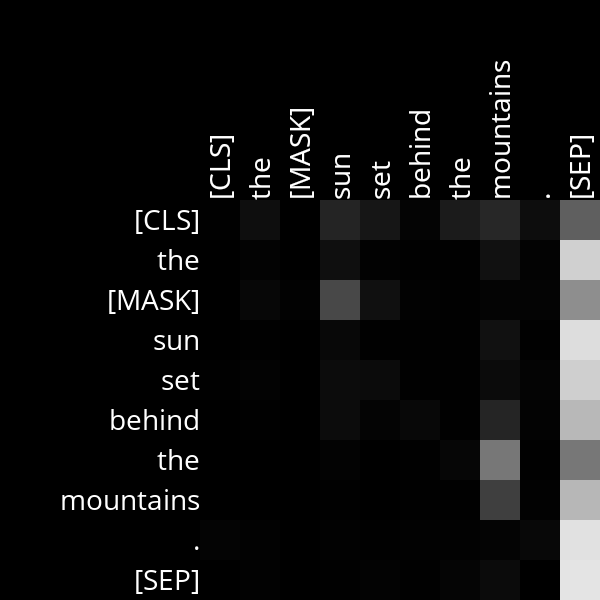 [CLS]
the
[MASK]
sun
set
behind
the
mountains
.
[SEP]
[CLS]
the
[MASK]
sun
set
behind
the
mountains
.
[SEP]